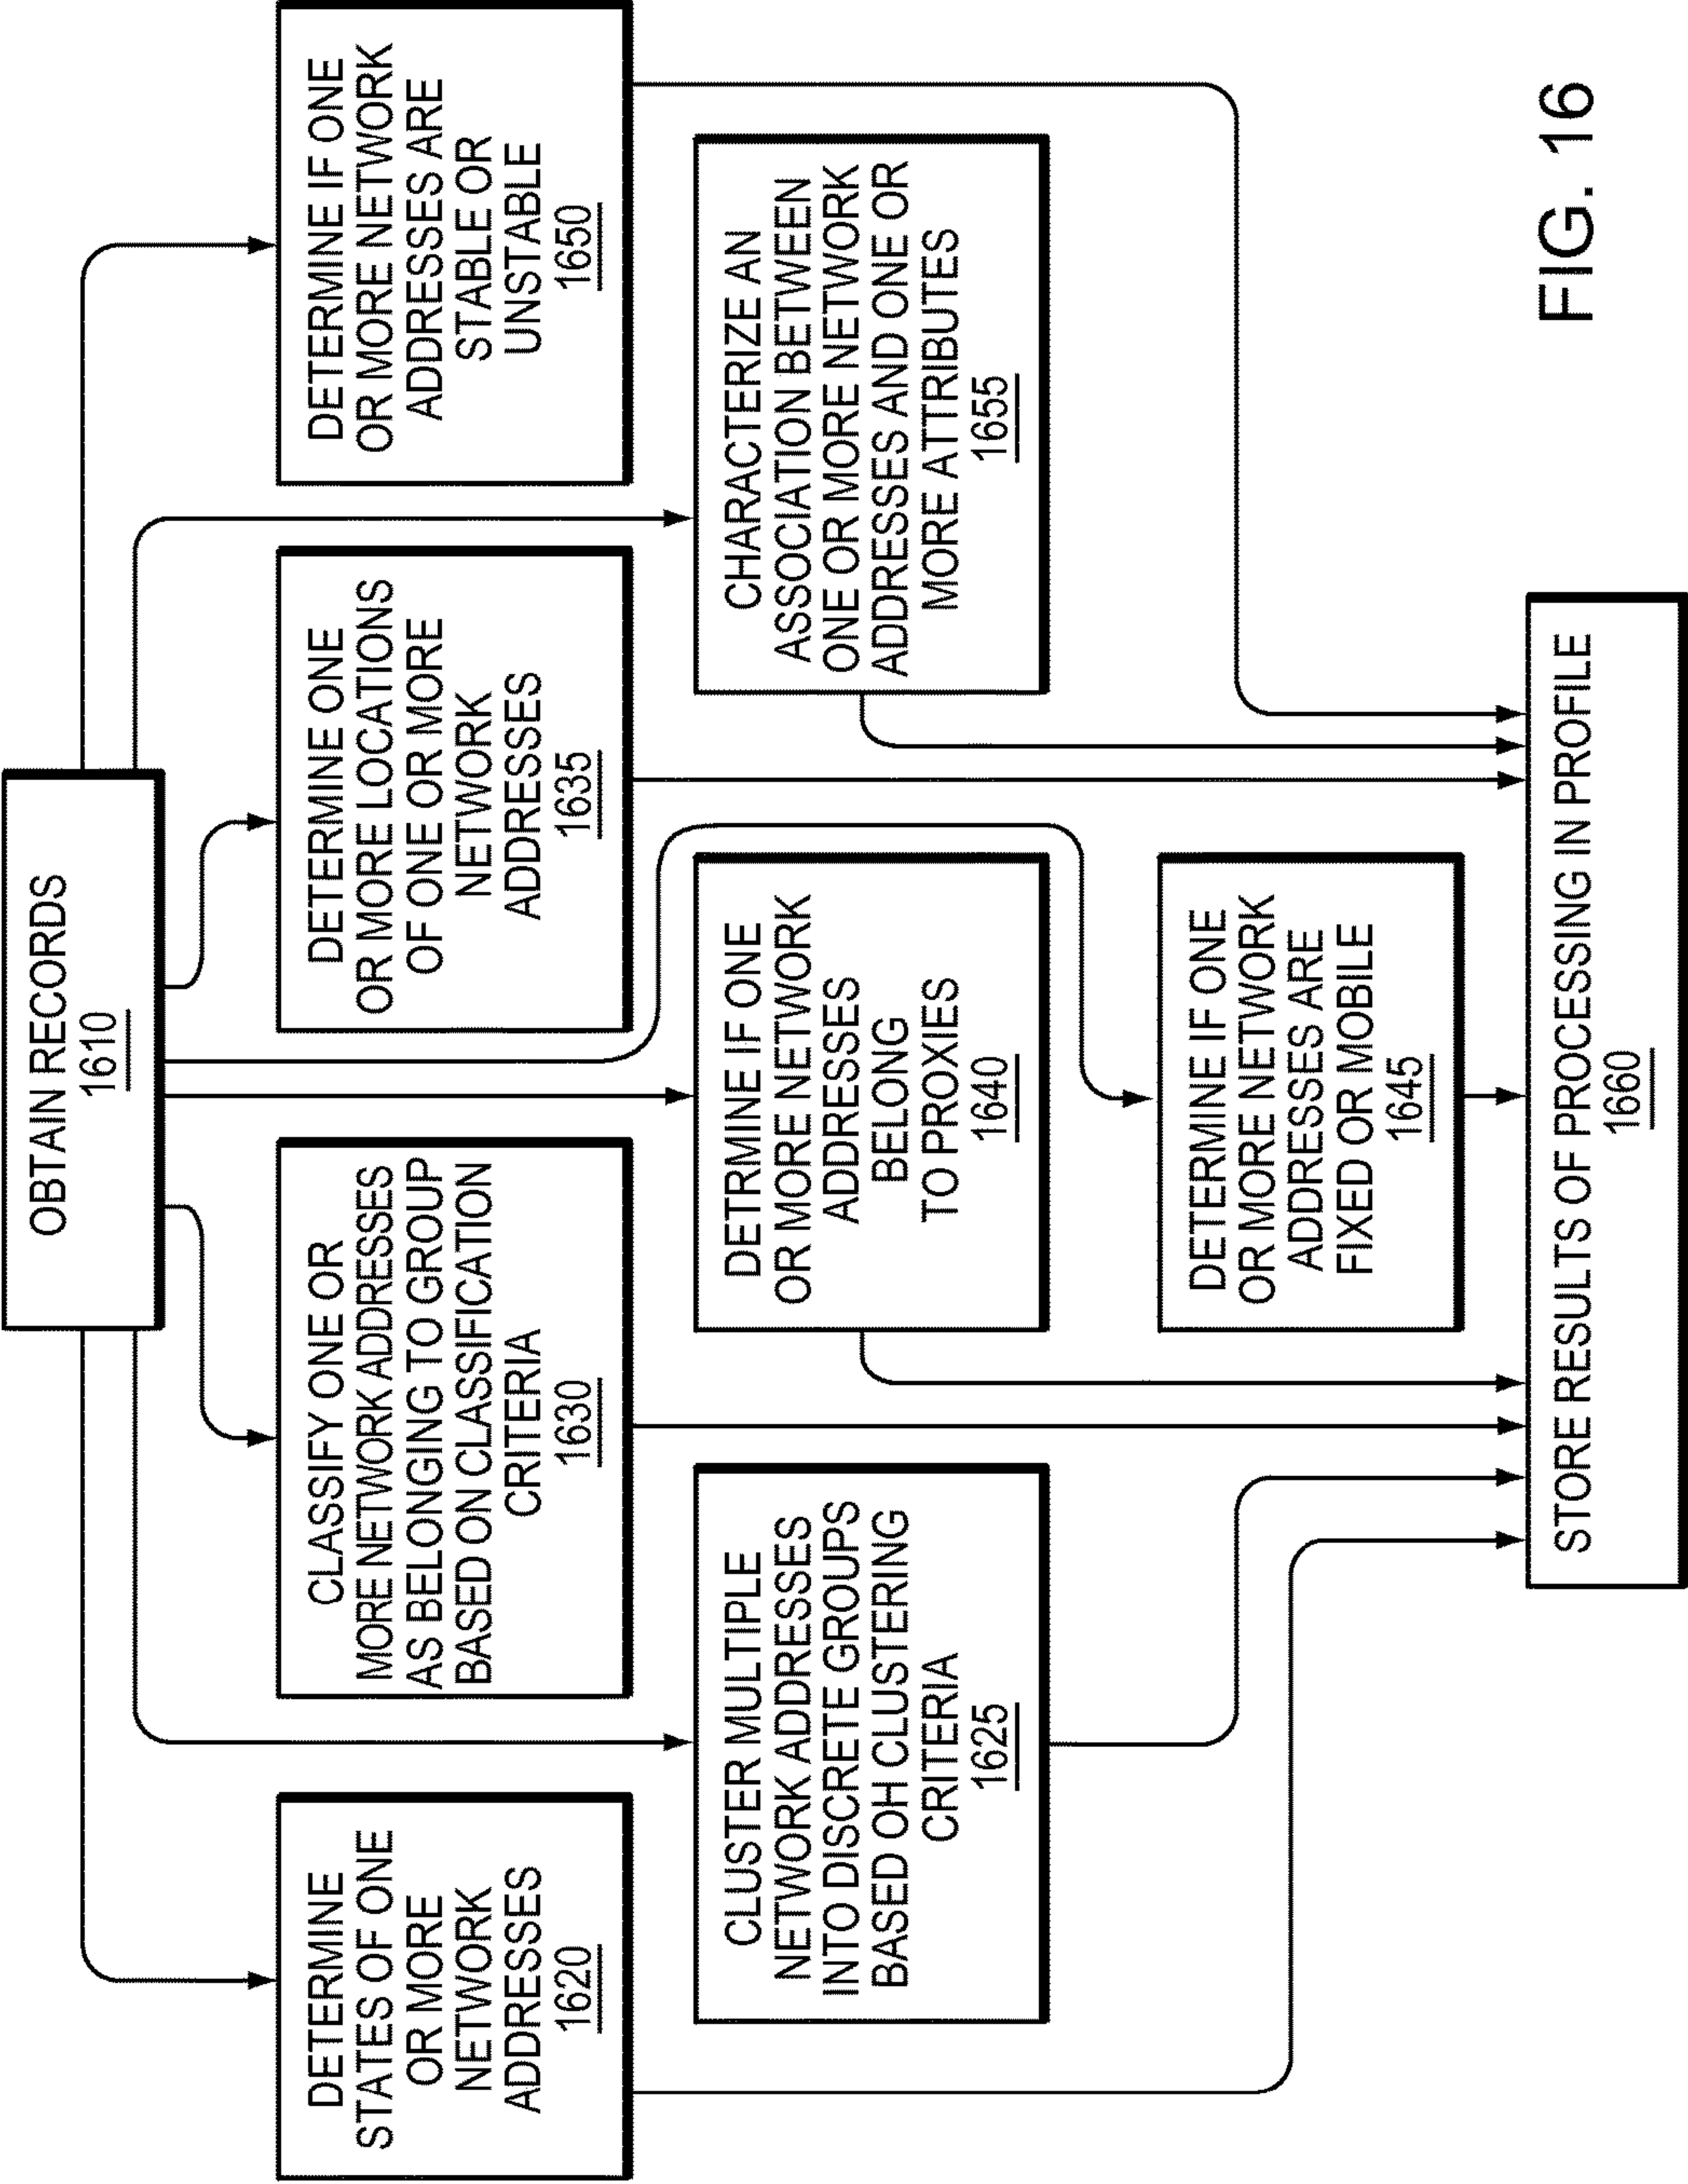 OBTAIN RECORDS
1610
DETERMINE
STATES OF ONE
OR MORE
NETWORK
ADDRESSES
1620
CLASSIFY ONE OR
MORE NETWORK ADDRESSES
AS BELONGING TO GROUP
BASED ON CLASSIFICATION
CRITERIA
1630
DETERMINE ONE
OR MORE LOCATIONS
OF ONE OR MORE
NETWORK
ADDRESSES
1635
DETERMINE IF ONE
OR MORE NETWORK
ADDRESSES ARE
STABLE OR
UNSTABLE
1650
CLUSTER MULTIPLE
NETWORK ADDRESSES
INTO DISCRETE GROUPS
BASED OH CLUSTERING
CRITERIA
1625
DETRMINE IF ONE
OR MORE NETWORK
ADDRESSES
BELONG
TO PROXIES
1640
CHARACTERIZE AN
ASSOCIATION BETWEEN
ONE OR MORE NETWORK
ADDRESSES AND ONE OR
MORE ATTRIBUTES
1655
DETERMINE IF ONE
OR MORE NETWORK
ADDRESSES ARE
FIXED OR MOBILE
1645
STORE RESULTS OF PROCESSING IN PROFILE
1660
FIG. 16